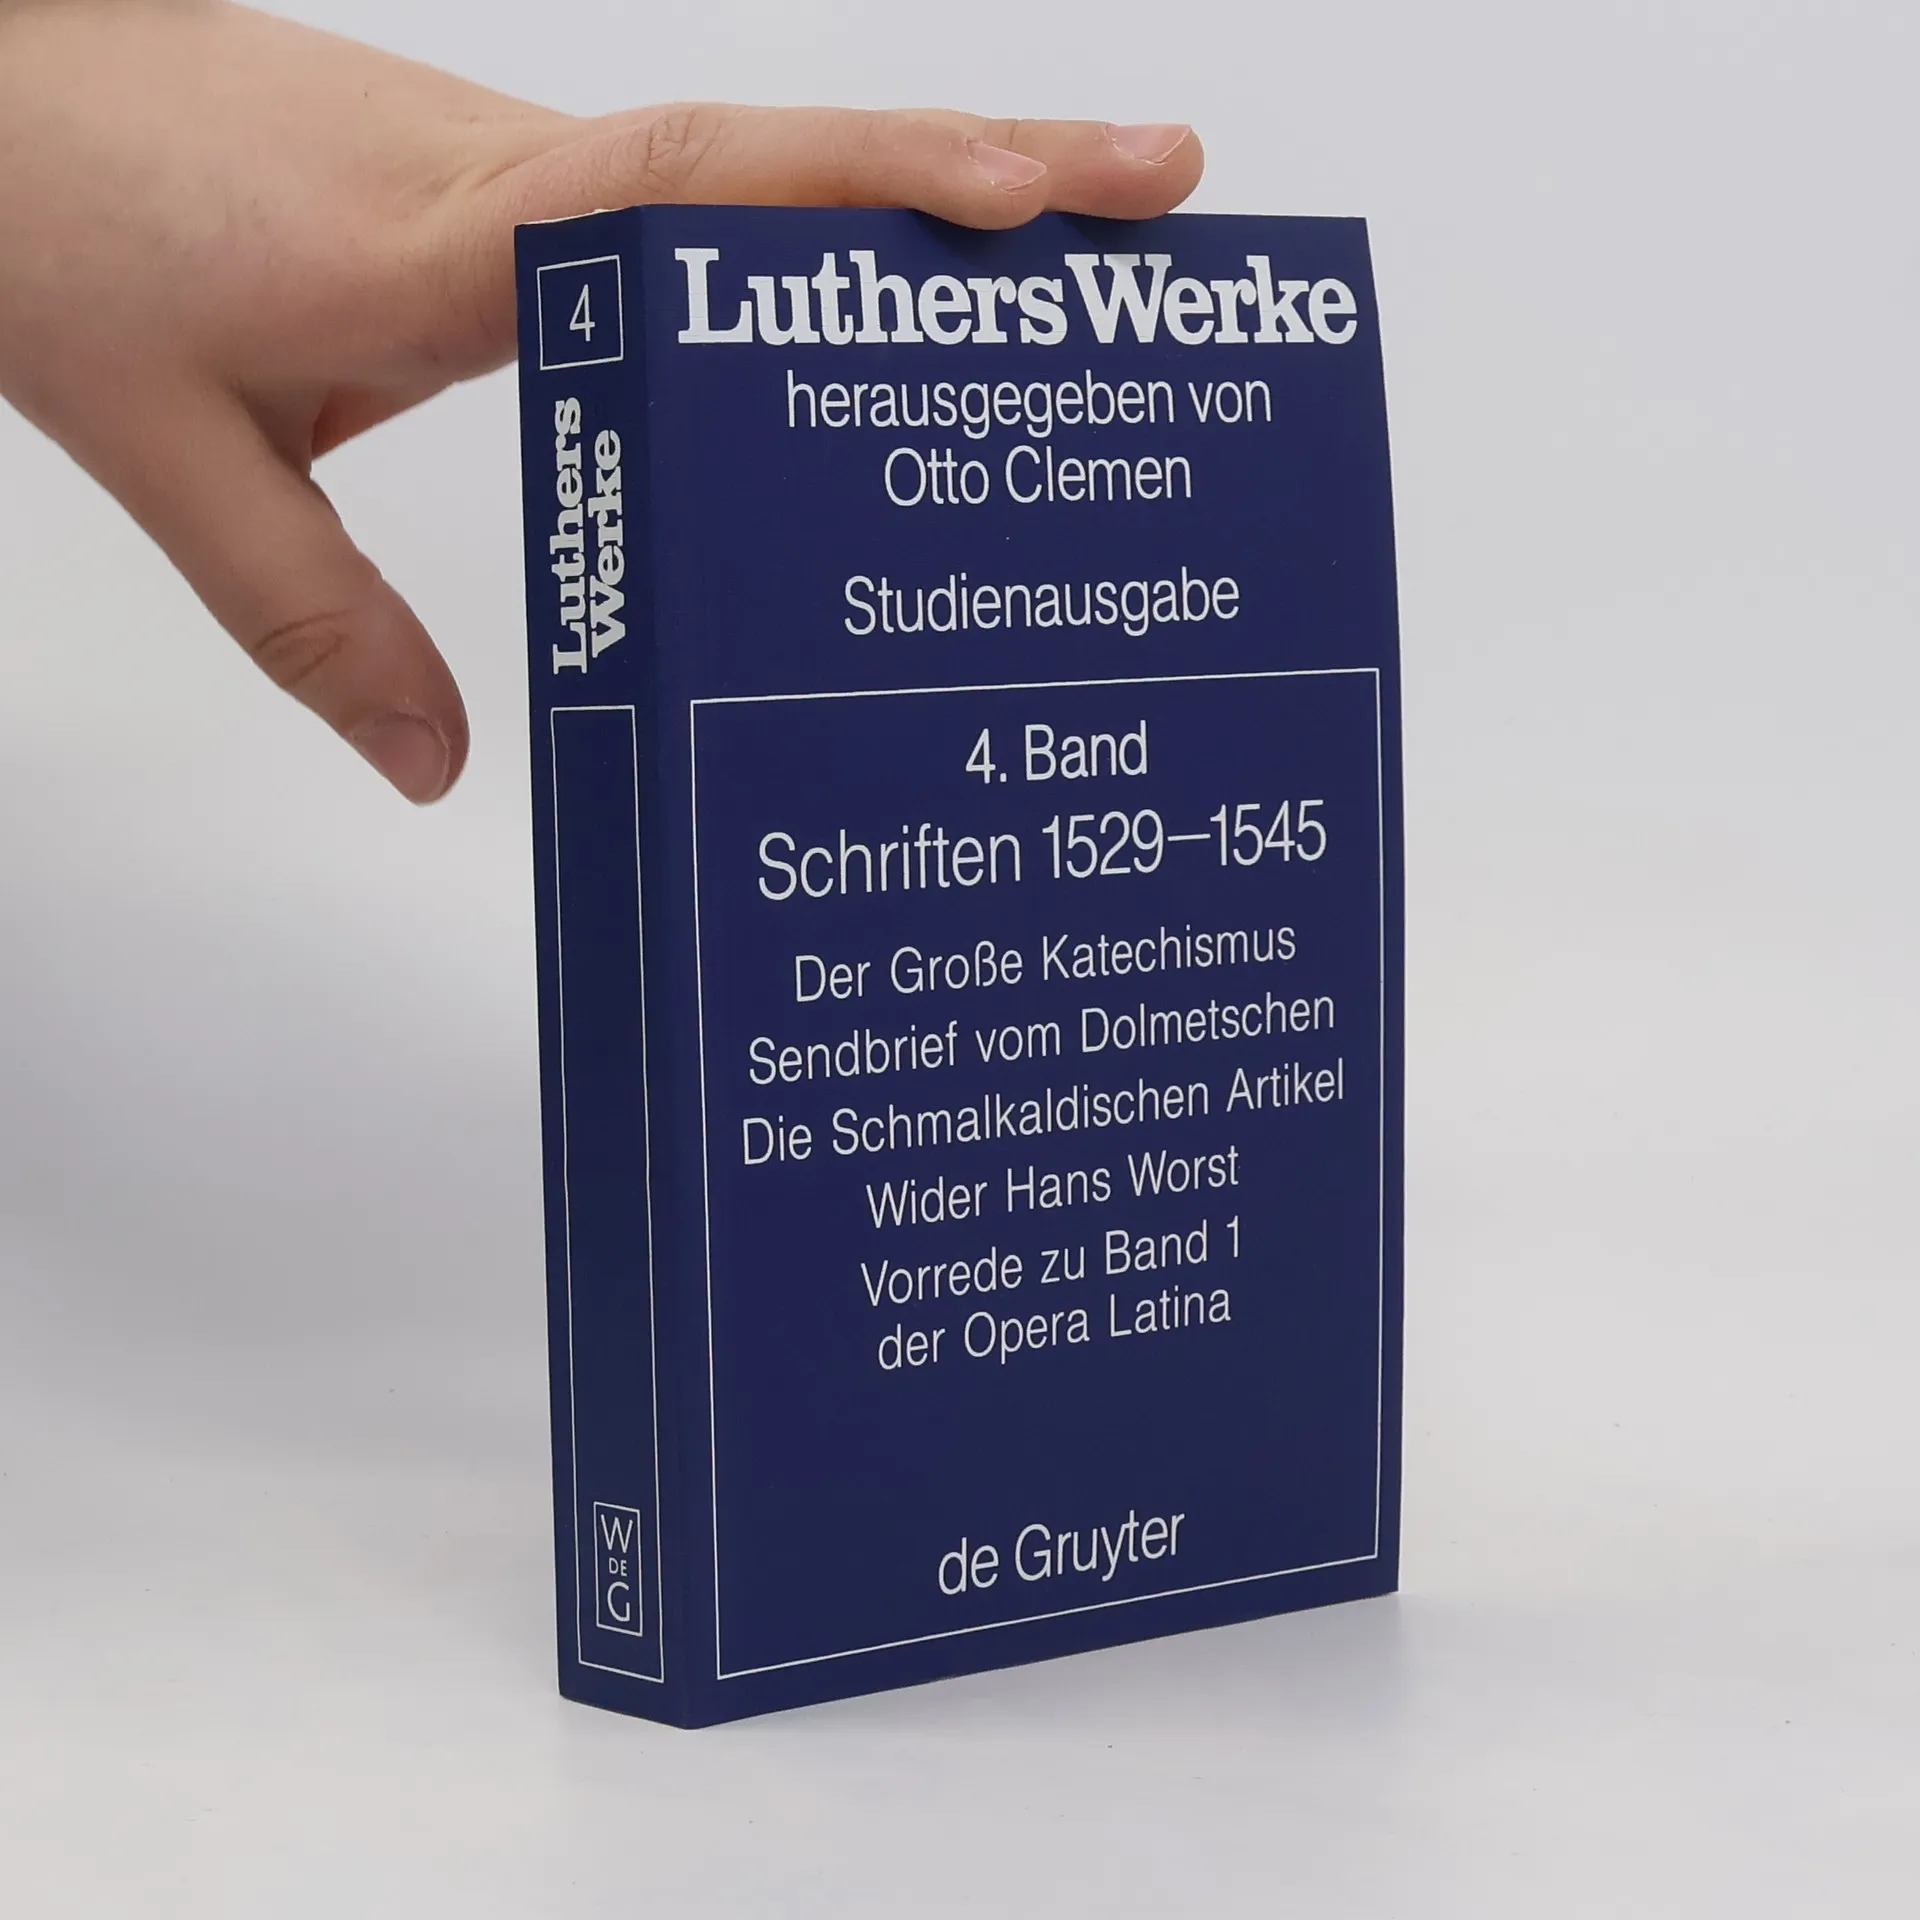 4
Luthers
Werke
W
DE
G
Luthers Werke
herausgegeben von
Otto Clemen
Studienausgabe
4. Band
Schriften 1529–1545
Der Große Katechismus
Sendbrief vom Dolmetschen
Die Schmalkaldischen Artikel
Wider Hans Worst
Vorrede zu Band 1
der Opera Latina
de Gruyter